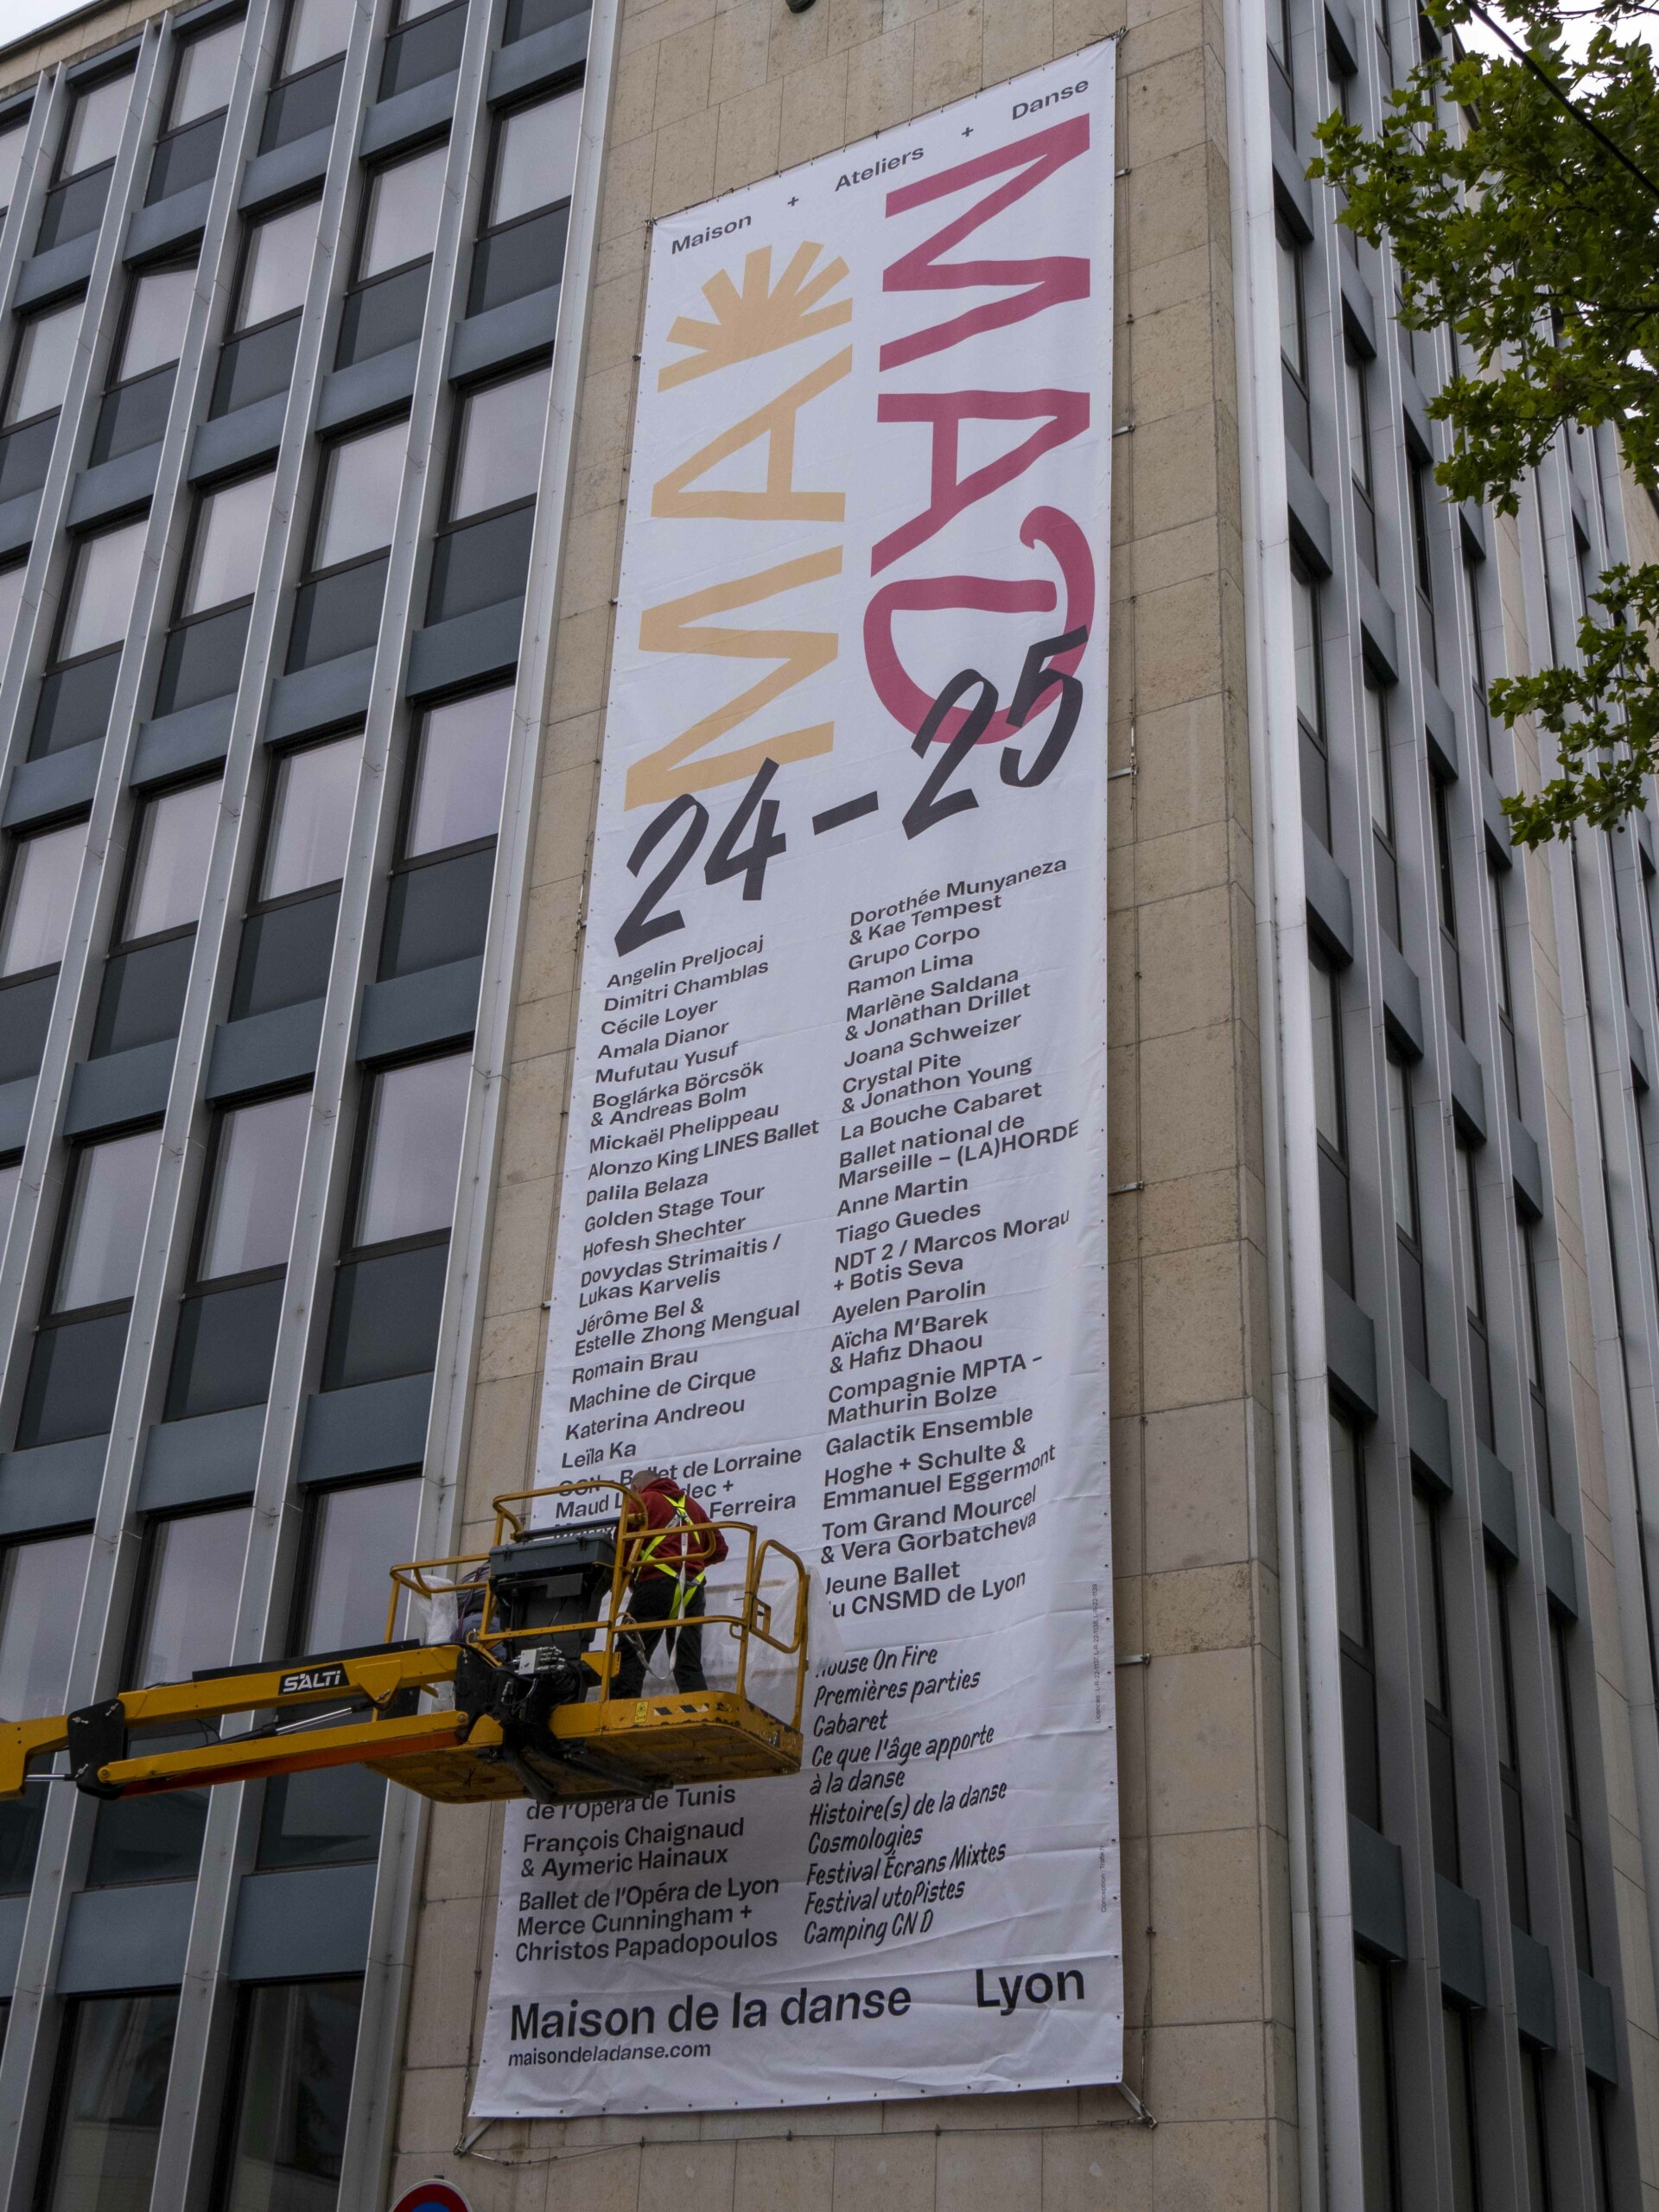 Maison + Ateliers + Danse
MA*
MAD
24-25
Angelin Preljocaj
Dimitri Chamblas
Cécile Loyer
Amala Dianor
Mufutau Yusuf
Boglárka Börcsök
& Andreas Bolm
Mickaël Phelippeau
Alonzo King LINES Ballet
Dalila Belaza
Golden Stage Tour
Hofesh Shechter
Dovydas Strimaitis /
Lukas Karvelis
Jérôme Bel &
Estelle Zhong Mengual
Romain Brau
Machine de Cirque
Katerina Andreou
Leïla Ka
CCN - Ballet de Lorraine
Maud +
Ferreira
de l'Opéra de Tunis
François Chaignaud
& Aymeric Hainaux
Ballet de l'Opéra de Lyon
Merce Cunningham +
Christos Papadopoulos
Dorothée Munyaneza
& Kae Tempest
Grupo Corpo
Ramon Lima
Marlène Saldana
& Jonathan Drillet
Joana Schweizer
Crystal Pite
& Jonathon Young
La Bouche Cabaret
Ballet national de
Marseille – (LA)HORDE
Anne Martin
Tiago Guedes
NDT 2 / Marcos Morau
+ Botis Seva
Ayelen Parolin
Aïcha M'Barek
& Hafiz Dhaou
Compagnie MPTA –
Mathurin Bolze
Galactik Ensemble
Hoghe + Schulte &
Emmanuel Eggermont
Tom Grand Mourcel
& Vera Gorbatcheva
Jeune Ballet
du CNSMD de Lyon
House On Fire
Premières parties
Cabaret
Ce que l'âge apporte
à la danse
Histoire(s) de la danse
Cosmologies
Festival Écrans Mixtes
Festival utoPistes
Camping CN D
Maison de la danse Lyon
maisondeladanse.com
SALTI